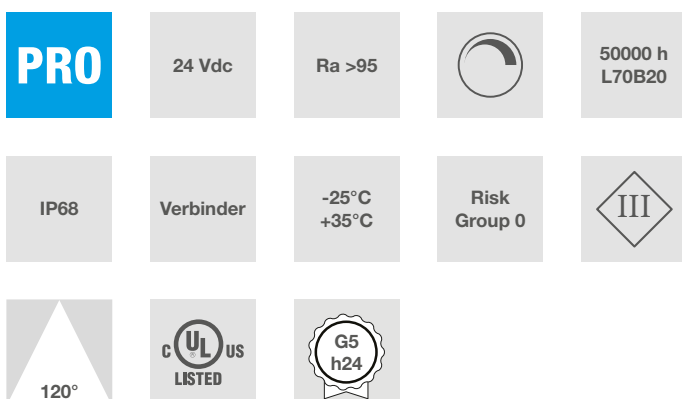 PRO
24 Vdc
Ra >95
50000 h
L70B20
IP68
Verbinder
-25°C
+35°C
Risk
Group 0
III
120°
C UL ® US
LISTED
G5
h24